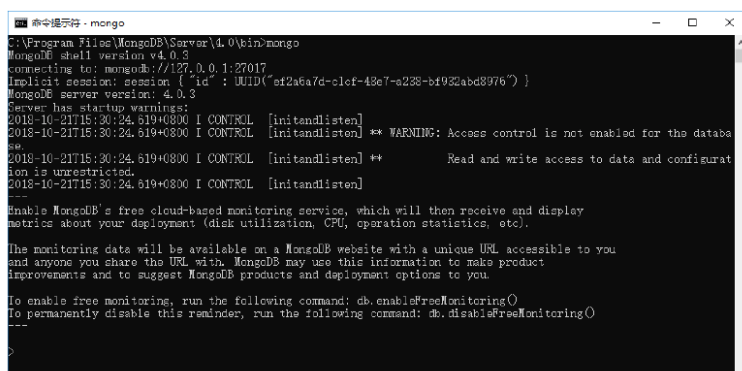 命令提示符 - mongo
C:\Program Files\MongoDB\Server\4.0\bin>mongo
MongoDB shell version v4.0.3
connecting to: mongodb://127.0.0.1:27017
Implicit session: session { "id" : UUID("ef2a6a7d-c1cf-48e7-a238-bf932abd8976") }
MongoDB server version: 4.0.3
Server has startup warnings:
2018-10-21T15:30:24.619+0800 I CONTROL  [initandlisten]
2018-10-21T15:30:24.619+0800 I CONTROL  [initandlisten] ** WARNING: Access control is not enabled for the databa
se.
2018-10-21T15:30:24.619+0800 I CONTROL  [initandlisten] **          Read and write access to data and configurat
ion is unrestricted.
2018-10-21T15:30:24.619+0800 I CONTROL  [initandlisten]
---
Enable MongoDB's free cloud-based monitoring service, which will then receive and display
metrics about your deployment (disk utilization, CPU, operation statistics, etc).
The monitoring data will be available on a MongoDB website with a unique URL accessible to you
and anyone you share the URL with. MongoDB may use this information to make product
improvements and to suggest MongoDB products and deployment options to you.
To enable free monitoring, run the following command: db.enableFreeMonitoring()
To permanently disable this reminder, run the following command: db.disableFreeMonitoring()
---
>